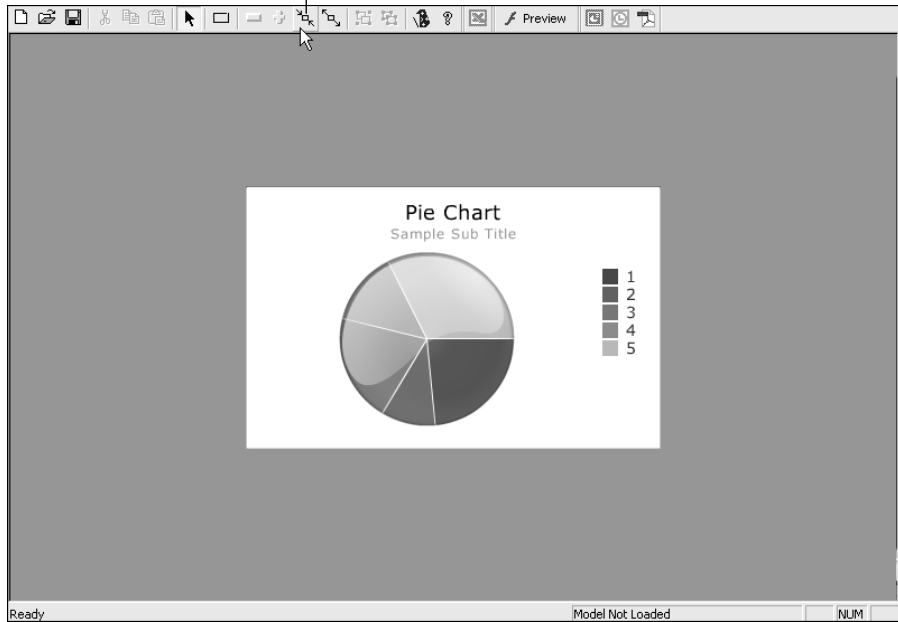 Preview
Pie Chart
Sample Sub Title
1
2
3
4
5
Ready
Model Not Loaded
NUM